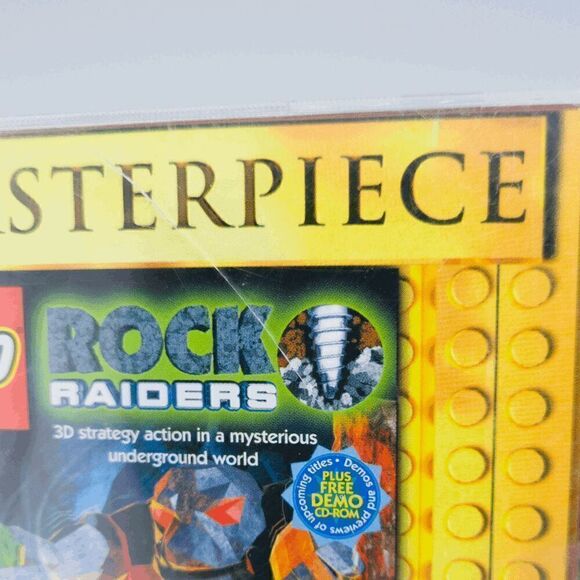 ASTERPIECE
ROCK
RAIDERS
3D strategy action in a mysterious
underground world
Demos and previews of upcoming titles •
PLUS
FREE
DEMO
CD-ROM